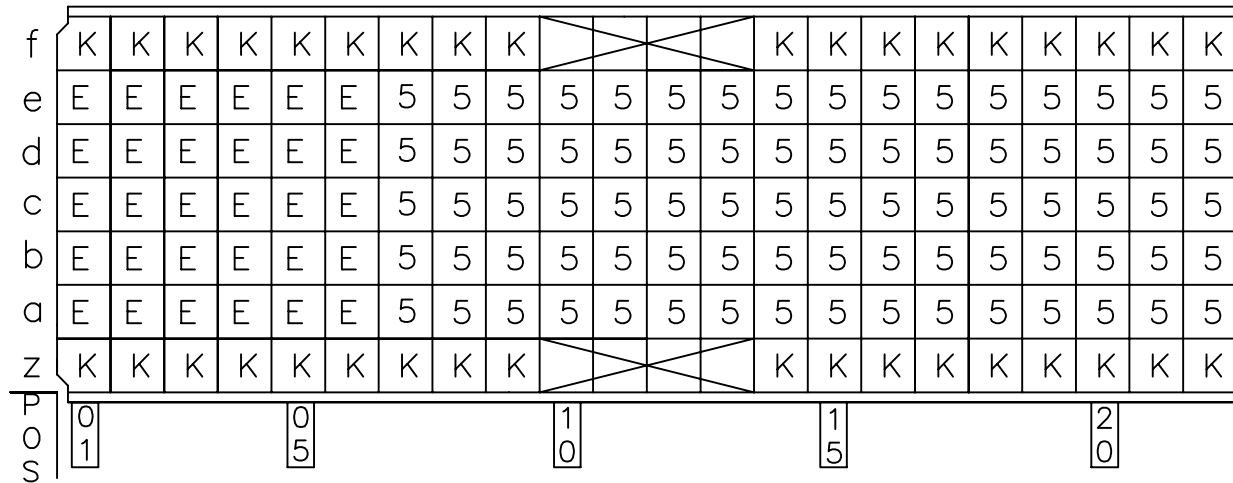 f K K K K K K K K K K K K K K K K K K
e E E E E E E 5 5 5 5 5 5 5 5 5 5 5 5 5 5 5 5
d E E E E E E 5 5 5 5 5 5 5 5 5 5 5 5 5 5 5 5
c E E E E E E 5 5 5 5 5 5 5 5 5 5 5 5 5 5 5 5
b E E E E E E 5 5 5 5 5 5 5 5 5 5 5 5 5 5 5 5
a E E E E E E 5 5 5 5 5 5 5 5 5 5 5 5 5 5 5 5
z K K K K K K K K K K K K K K K K K K
POS 01 05 10 15 20